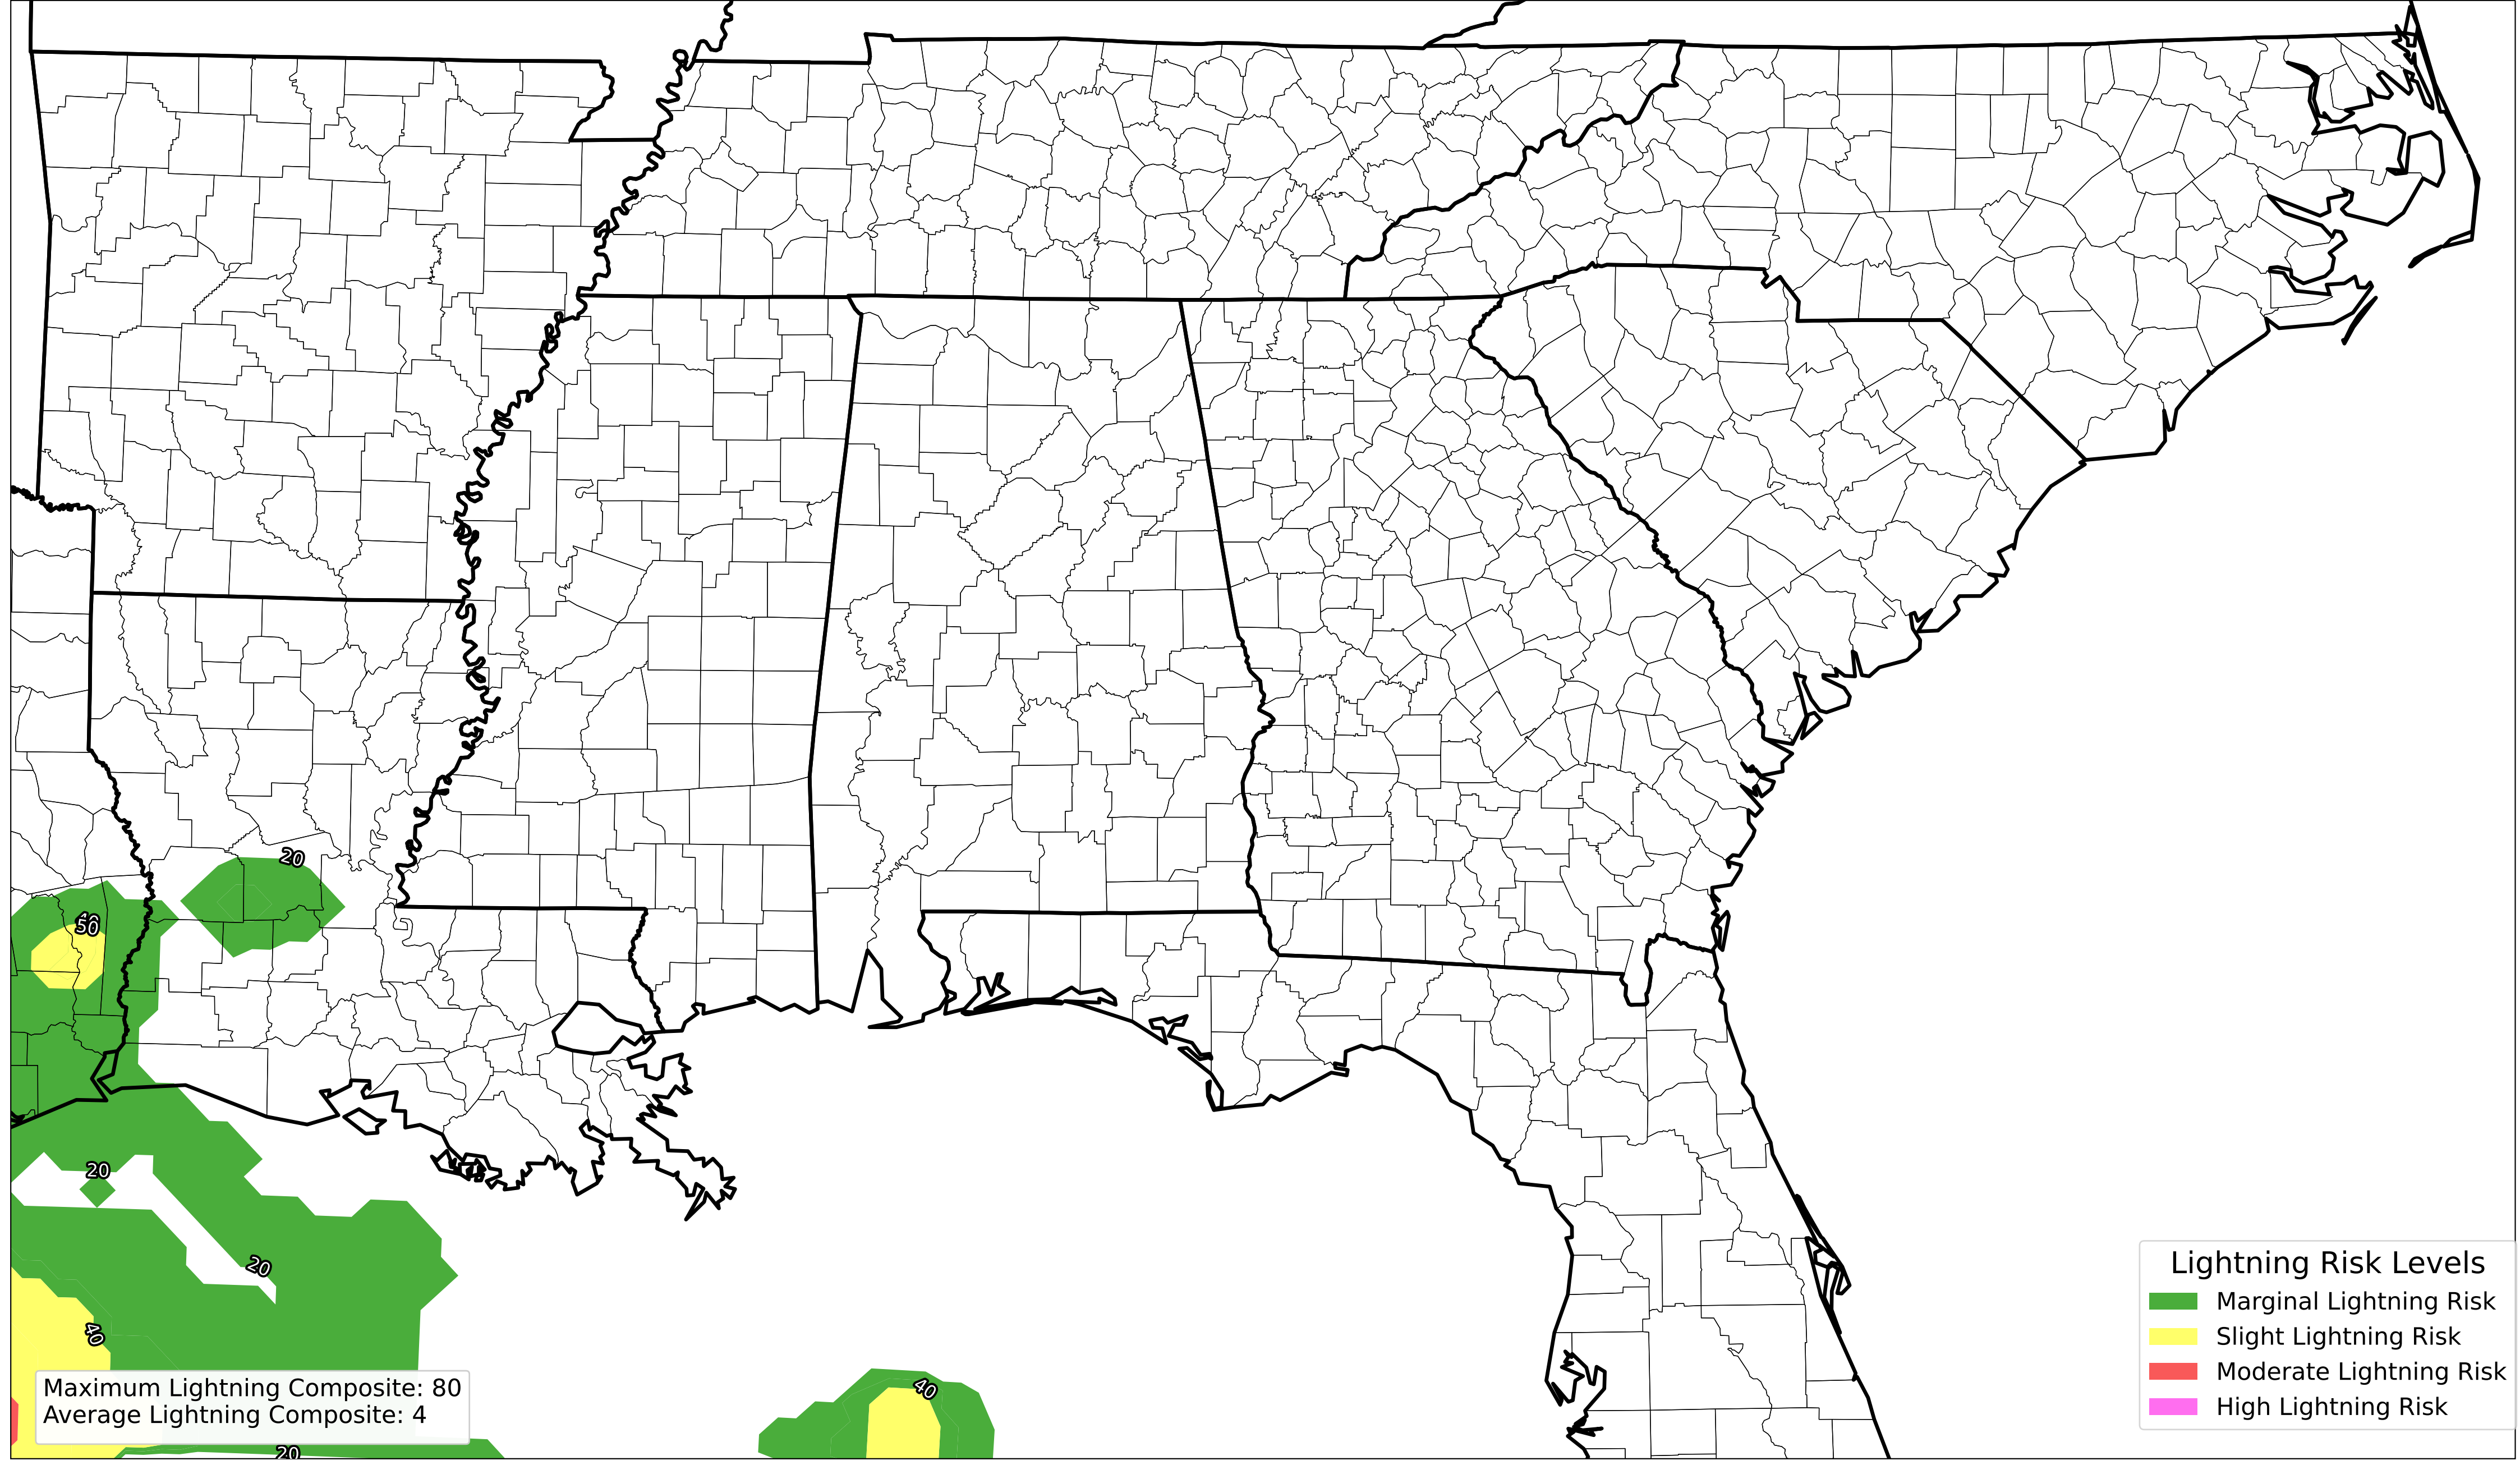 20
40
50
20
20
40
40
20
Maximum Lightning Composite: 80
Average Lightning Composite: 4
Lightning Risk Levels
Marginal Lightning Risk
Slight Lightning Risk
Moderate Lightning Risk
High Lightning Risk